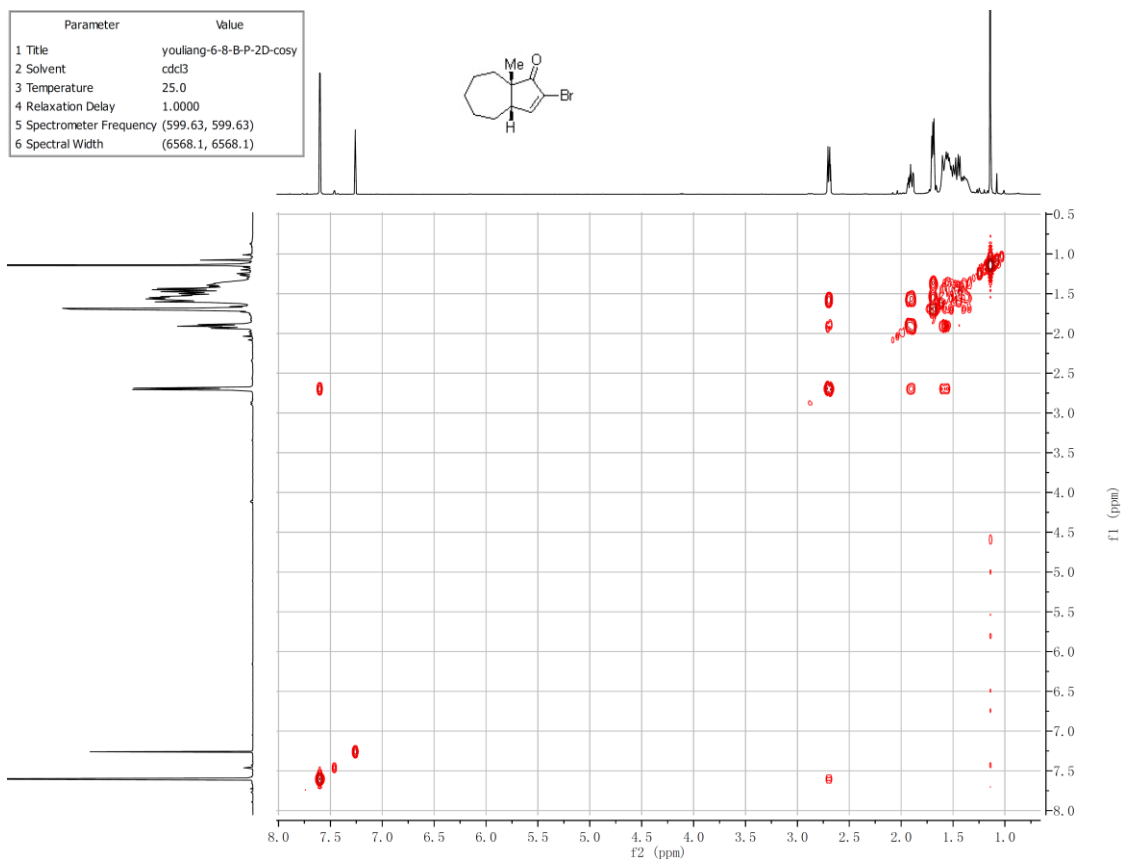 Parameter Value
1 Title youliang-6-8-B-P-2D-cosy
2 Solvent cdcl3
3 Temperature 25.0
4 Relaxation Delay 1.0000
5 Spectrometer Frequency (599.63, 599.63)
6 Spectral Width (6568.1, 6568.1)
Me
O
Br
H
0.5
1.0
1.5
2.0
2.5
3.0
3.5
4.0
4.5
5.0
5.5
6.0
6.5
7.0
7.5
8.0
f1 (ppm)
8.0 7.5 7.0 6.5 6.0 5.5 5.0 4.5 4.0 3.5 3.0 2.5 2.0 1.5 1.0
f2 (ppm)